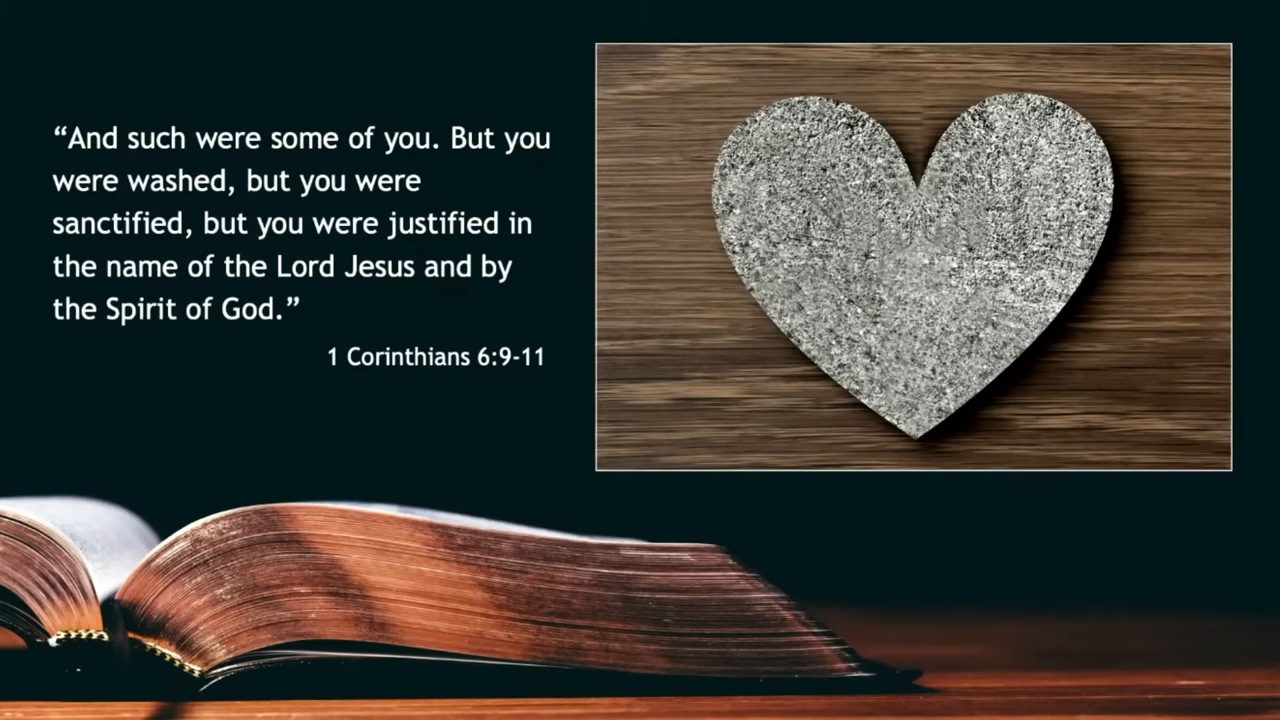 “And such were some of you. But you
were washed, but you were
sanctified, but you were justified in
the name of the Lord Jesus and by
the Spirit of God.”
1 Corinthians 6:9-11